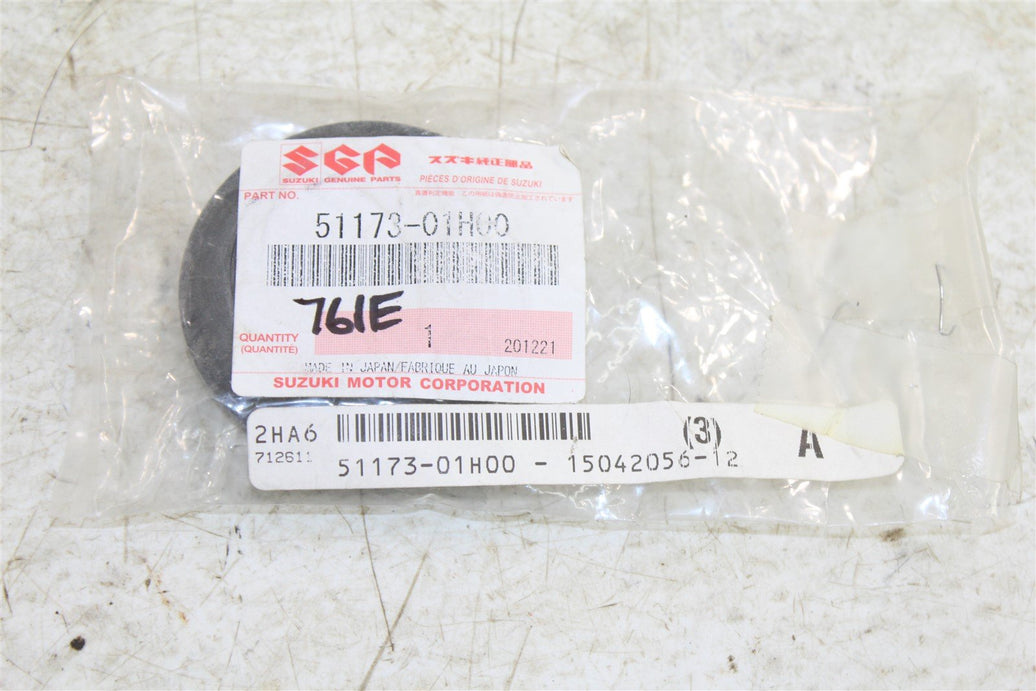 SGP
SUZUKI GENUINE PARTS
スズキ純正部品
PIÈCES D'ORIGINE DE SUZUKI
PART NO.
51173-01H00
761E
QUANTITY
(QUANTITÉ)
1
201221
MADE IN JAPAN/FABRIQUE AU JAPON
SUZUKI MOTOR CORPORATION
2HA6
712611
(3)
A
51173-01H00 - 15042056-12